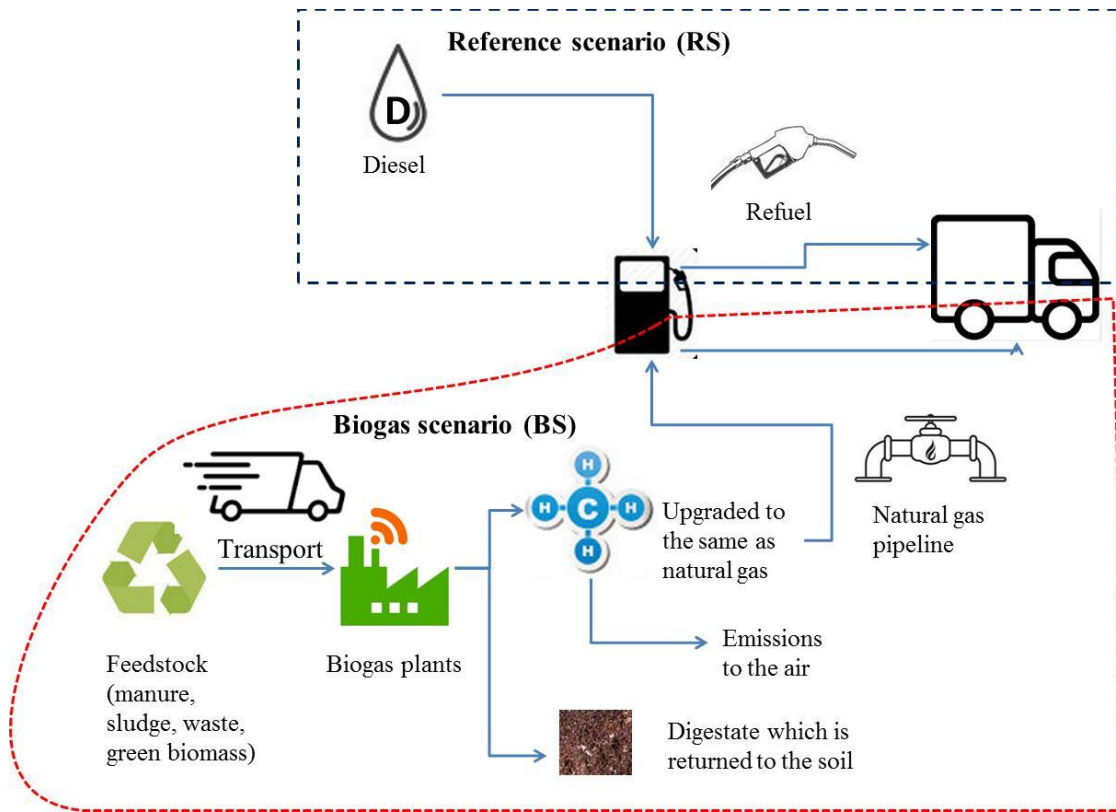 Reference scenario (RS)
D
Diesel
Refuel
Biogas scenario (BS)
H
H
C
H
H
Upgraded to
the same as
natural gas
Natural gas
pipeline
Transport
Feedstock
(manure,
sludge, waste,
green biomass)
Biogas plants
Emissions
to the air
Digestate which is
returned to the soil